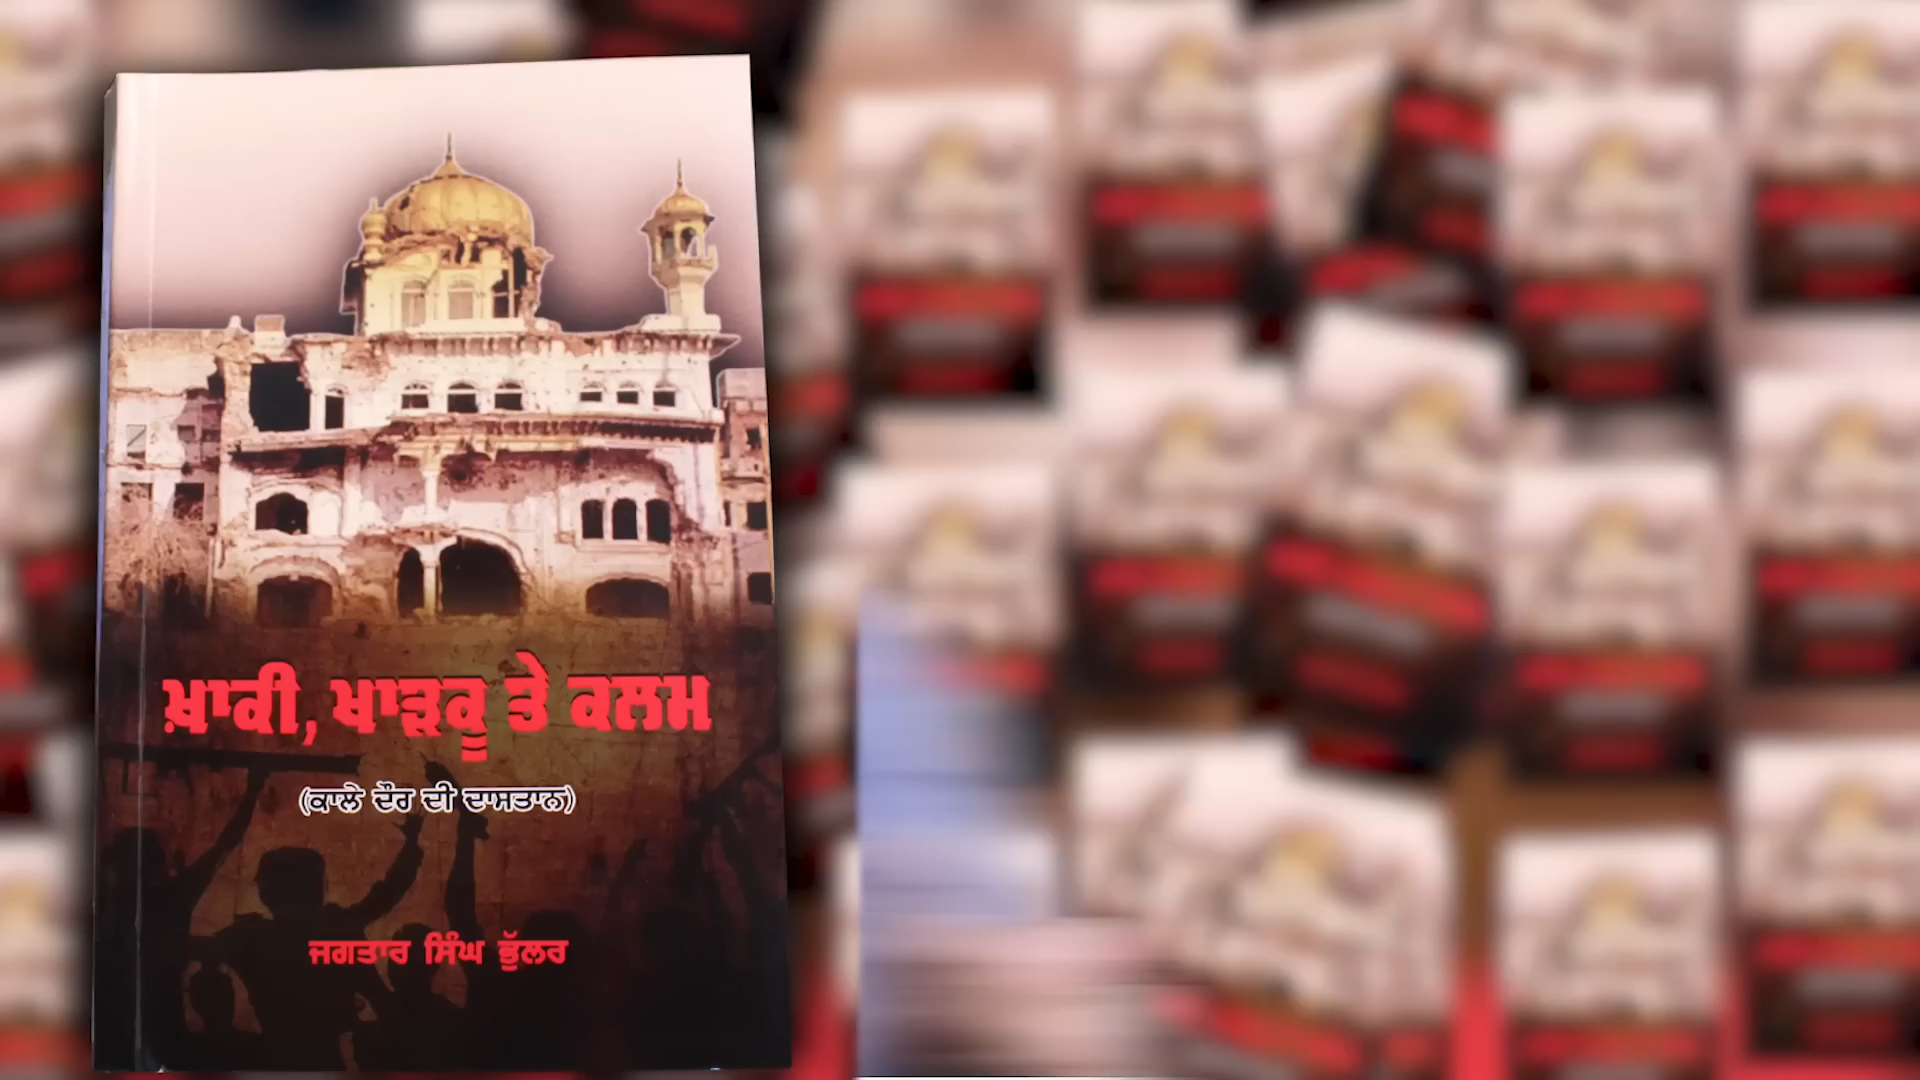 ਖ਼ਾਕੀ, ਖਾੜਕੂ ਤੇ ਕਲਮ
(ਕਾਲੇ ਦੌਰ ਦੀ ਦਾਸਤਾਨ)
ਜਗਤਾਰ ਸਿੰਘ ਭੁੱਲਰ